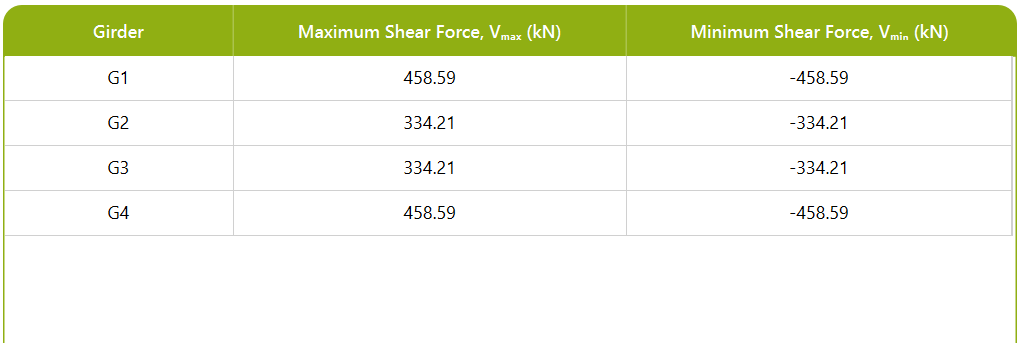 Girder Maximum Shear Force, Vₘₐₓ (kN) Minimum Shear Force, Vₘᵢₙ (kN)
G1 458.59 -458.59
G2 334.21 -334.21
G3 334.21 -334.21
G4 458.59 -458.59